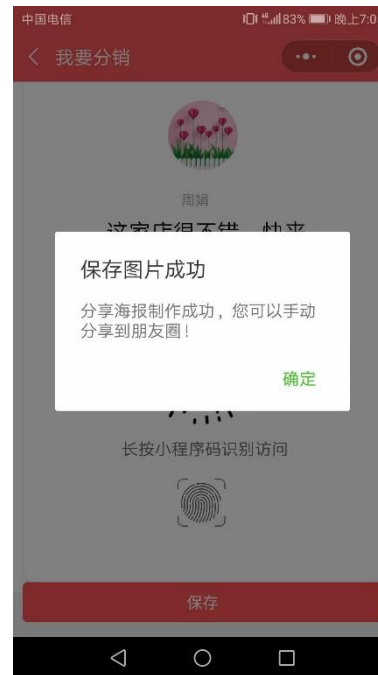 中国电信 46 83% 晚上7:0
我要分销
周娟
这家店很不错，快来
保存图片成功
分享海报制作成功，您可以手动
分享到朋友圈！
确定
长按小程序码识别访问
保存